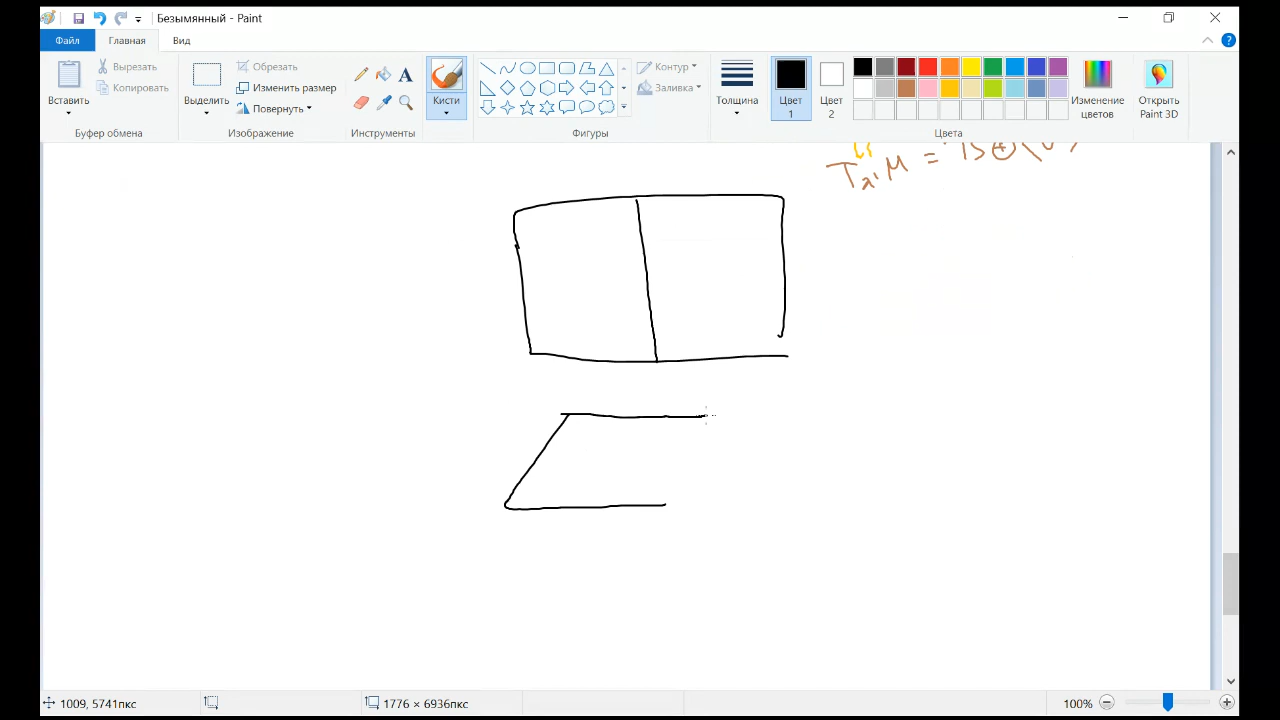 Безымянный - Paint
Файл Главная Вид
Вставить
Вырезать
Копировать
Буфер обмена
Выделить
Обрезать
Изменить размер
Повернуть
Изображение
Инструменты
Кисти
Фигуры
Контур
Заливка
Толщина
Цвет 1
Цвет 2
Изменение цветов
Открыть Paint 3D
Цвета
1009, 5741пкс
1776 × 6936пкс
100%